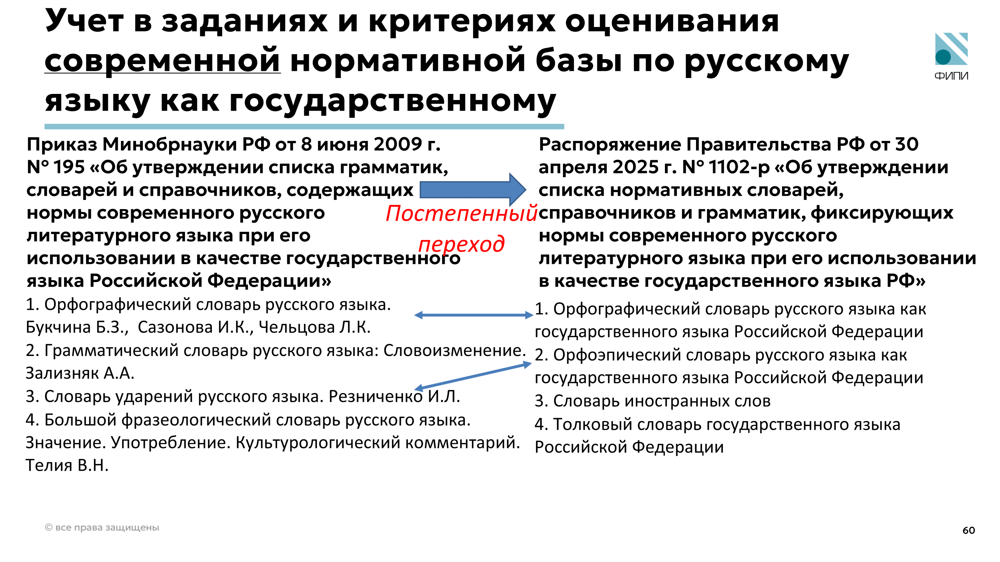 Учет в заданиях и критериях оценивания
современной нормативной базы по русскому
языку как государственному
ФИПИ
Приказ Минобрнауки РФ от 8 июня 2009 г.
№ 195 «Об утверждении списка грамматик,
словарей и справочников, содержащих
нормы современного русского
литературного языка при его
использовании в качестве государственного
языка Российской Федерации»
1. Орфографический словарь русского языка.
Букчина Б.З.,  Сазонова И.К., Чельцова Л.К.
2. Грамматический словарь русского языка: Словоизменение.
Зализняк А.А.
3. Словарь ударений русского языка. Резниченко И.Л.
4. Большой фразеологический словарь русского языка.
Значение. Употребление. Культурологический комментарий.
Телия В.Н.
Постепенный
переход
Распоряжение Правительства РФ от 30
апреля 2025 г. № 1102-р «Об утверждении
списка нормативных словарей,
справочников и грамматик, фиксирующих
нормы современного русского
литературного языка при его использовании
в качестве государственного языка РФ»
1. Орфографический словарь русского языка как
государственного языка Российской Федерации
2. Орфоэпический словарь русского языка как
государственного языка Российской Федерации
3. Словарь иностранных слов
4. Толковый словарь государственного языка
Российской Федерации
© все права защищены
60